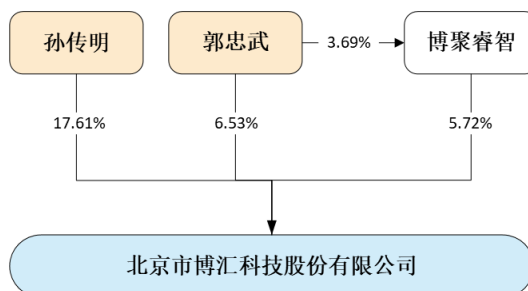 孙传明
郭忠武
3.69%
博聚睿智
17.61%
6.53%
5.72%
北京市博汇科技股份有限公司